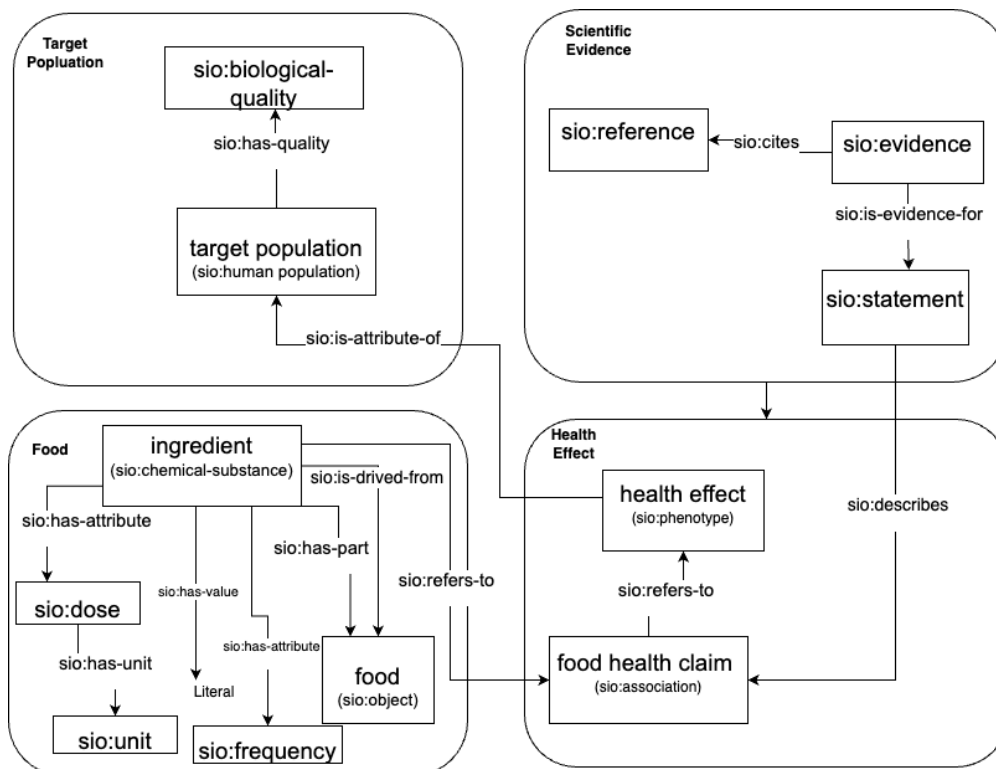 Target
Popluation
sio:biological-
quality
sio:has-quality
target population
(sio:human population)
sio:is-attribute-of
Scientific
Evidence
sio:reference
sio:cites
sio:evidence
sio:is-evidence-for
sio:statement
sio:describes
Food
ingredient
(sio:chemical-substance)
sio:is-drived-from
sio:has-attribute
sio:has-part
sio:refers-to
sio:dose
sio:has-value
sio:has-unit
sio:has-attribute
food
(sio:object)
Literal
sio:unit
sio:frequency
Health
Effect
health effect
(sio:phenotype)
sio:refers-to
food health claim
(sio:association)